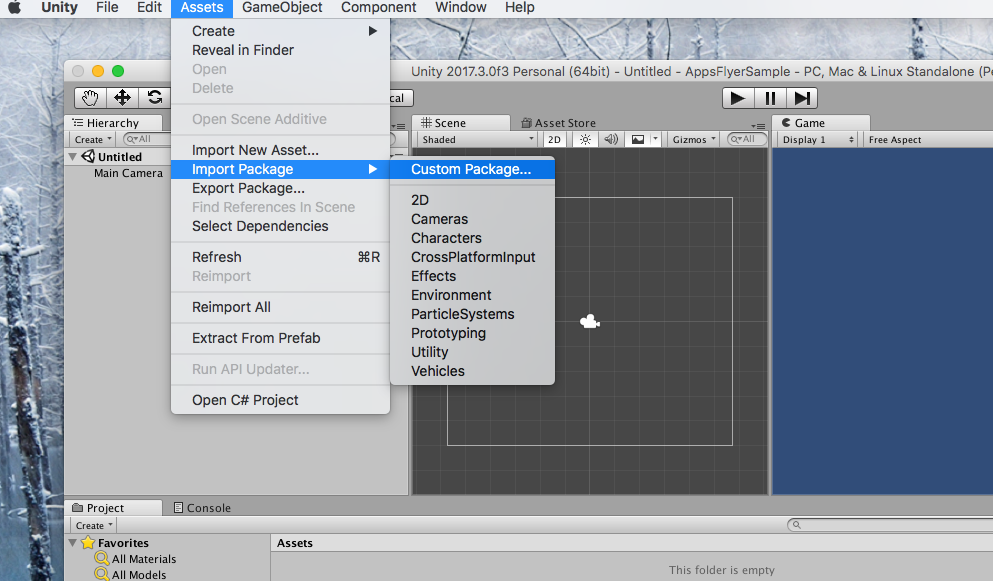 Unity File Edit Assets GameObject Component Window Help
Unity 2017.3.0f3 Personal (64bit) - Untitled - AppsFlyerSample - PC, Mac & Linux Standalone (Pe
Create
Reveal in Finder
Open
Delete
Open Scene Additive
Import New Asset...
Import Package
Export Package...
Find References In Scene
Select Dependencies
Refresh ⌘R
Reimport
Reimport All
Extract From Prefab
Run API Updater...
Open C# Project
Custom Package...
2D
Cameras
Characters
CrossPlatformInput
Effects
Environment
ParticleSystems
Prototyping
Utility
Vehicles
cal
Hierarchy
Create All
Untitled
Main Camera
Scene Asset Store
Shaded 2D Gizmos All
Game
Display 1 Free Aspect
Project Console
Create
Favorites
All Materials
All Models
Assets
This folder is empty